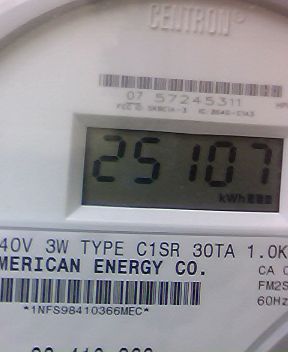 CENTRON®
07 57245311
25107
kWh
40V 3W TYPE C1SR 30TA 1.0K
MERICAN ENERGY CO.
CA 0
FM2S
60Hz
*1NFS98410366MEC*